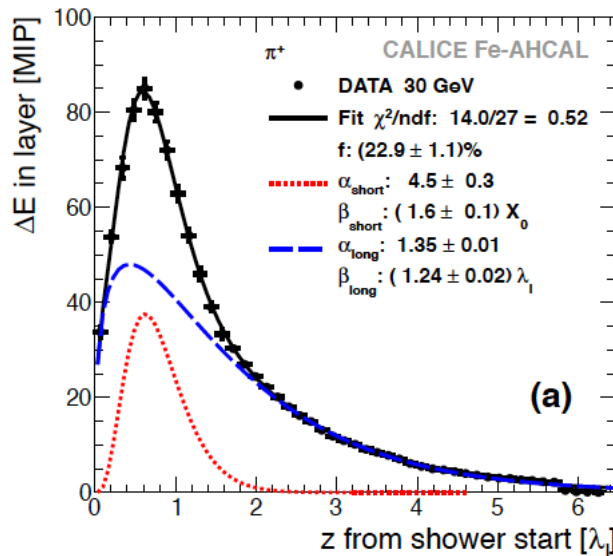 π+ CALICE Fe-AHCAL
DATA 30 GeV
Fit χ²/ndf: 14.0/27 = 0.52
f: (22.9 ± 1.1)%
α_short: 4.5 ± 0.3
β_short: (1.6 ± 0.1) X_0
α_long: 1.35 ± 0.01
β_long: (1.24 ± 0.02) λ_I
ΔE in layer [MIP]
100
80
60
40
20
0
(a)
0 1 2 3 4 5 6
z from shower start [λ_I